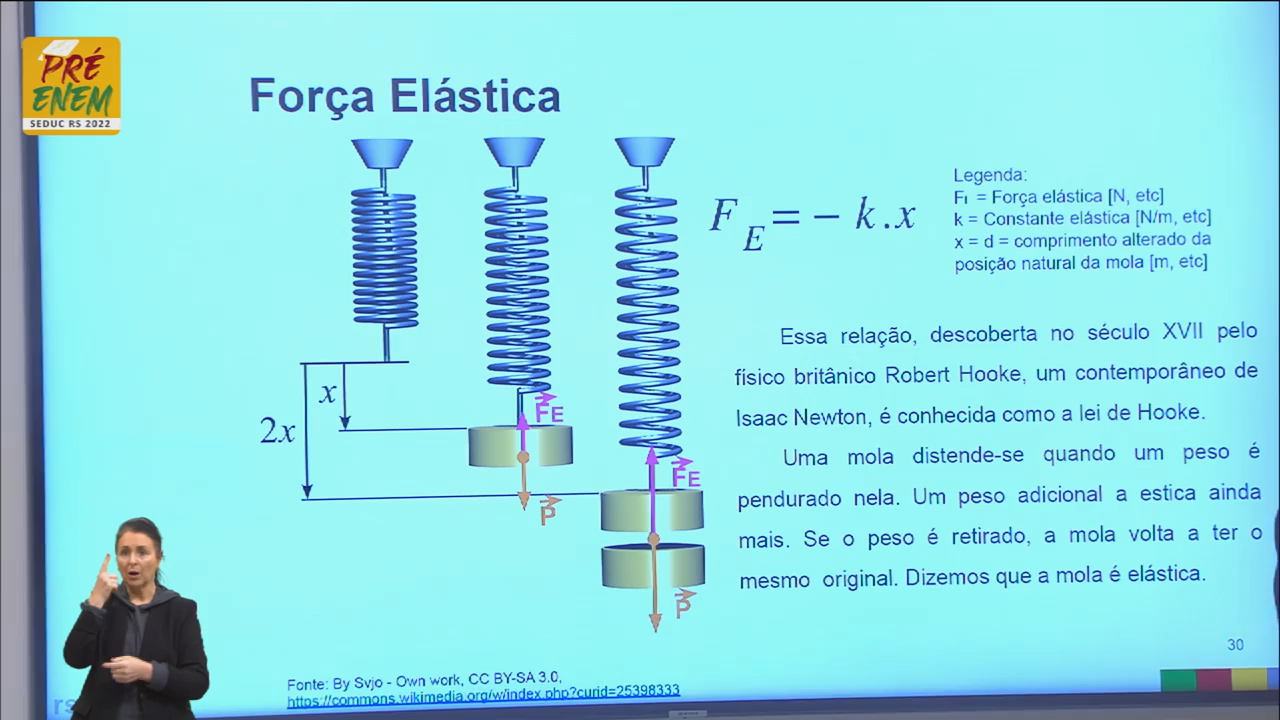 PRÉ
ENEM
SEDUC RS 2022
Força Elástica
F E = - k . x
Legenda:
Fı = Força elástica [N, etc]
k = Constante elástica [N/m, etc]
x = d = comprimento alterado da
posição natural da mola [m, etc]
x
2x
FE
P
FE
P
Essa relação, descoberta no século XVII pelo
físico britânico Robert Hooke, um contemporâneo de
Isaac Newton, é conhecida como a lei de Hooke.
Uma mola distende-se quando um peso é
pendurado nela. Um peso adicional a estica ainda
mais. Se o peso é retirado, a mola volta a ter o
mesmo original. Dizemos que a mola é elástica.
30
Fonte: By Svjo - Own work, CC BY-SA 3.0,
https://commons.wikimedia.org/w/index.php?curid=25398333
rs